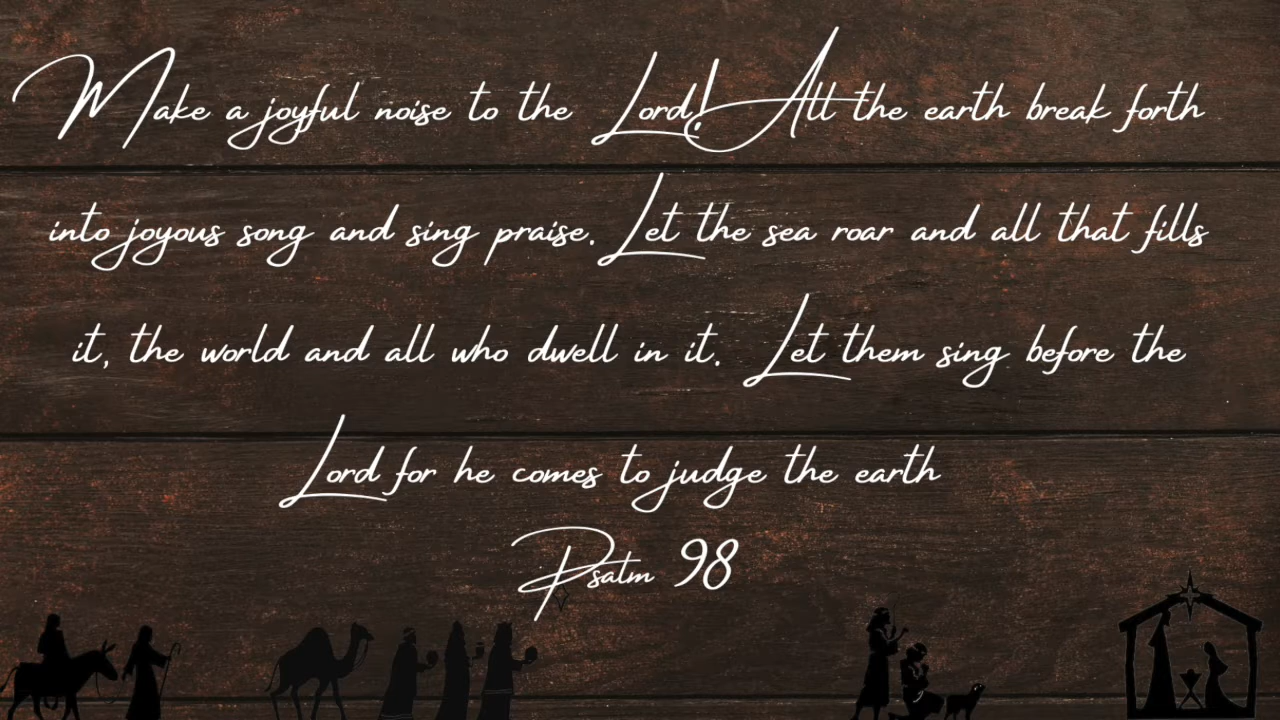 Make a joyful noise to the Lord! All the earth break forth
into joyous song and sing praise. Let the sea roar and all that fills
it, the world and all who dwell in it. Let them sing before the
Lord for he comes to judge the earth
Psalm 98